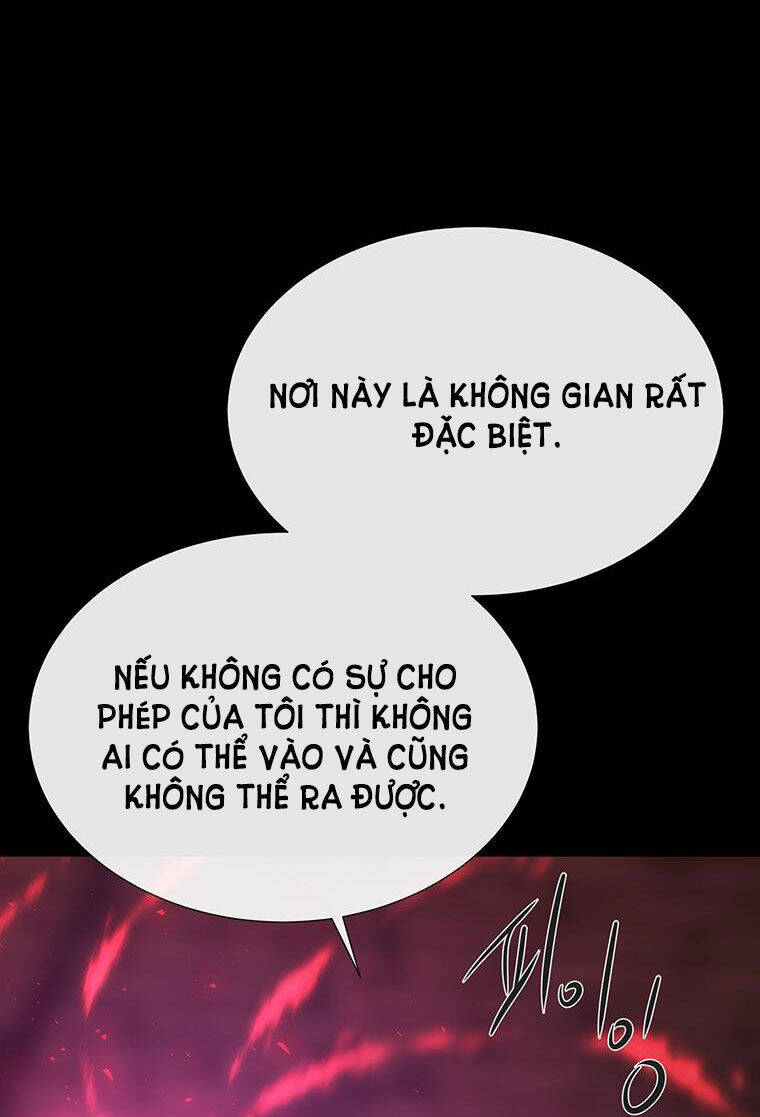 NƠI NÀY LÀ KHÔNG GIAN RẤT
ĐẶC BIỆT.
NẾU KHÔNG CÓ SỰ CHO
PHÉP CỦA TÔI THÌ KHÔNG
AI CÓ THỂ VÀO VÀ CŨNG
KHÔNG THỂ RA ĐƯỢC.